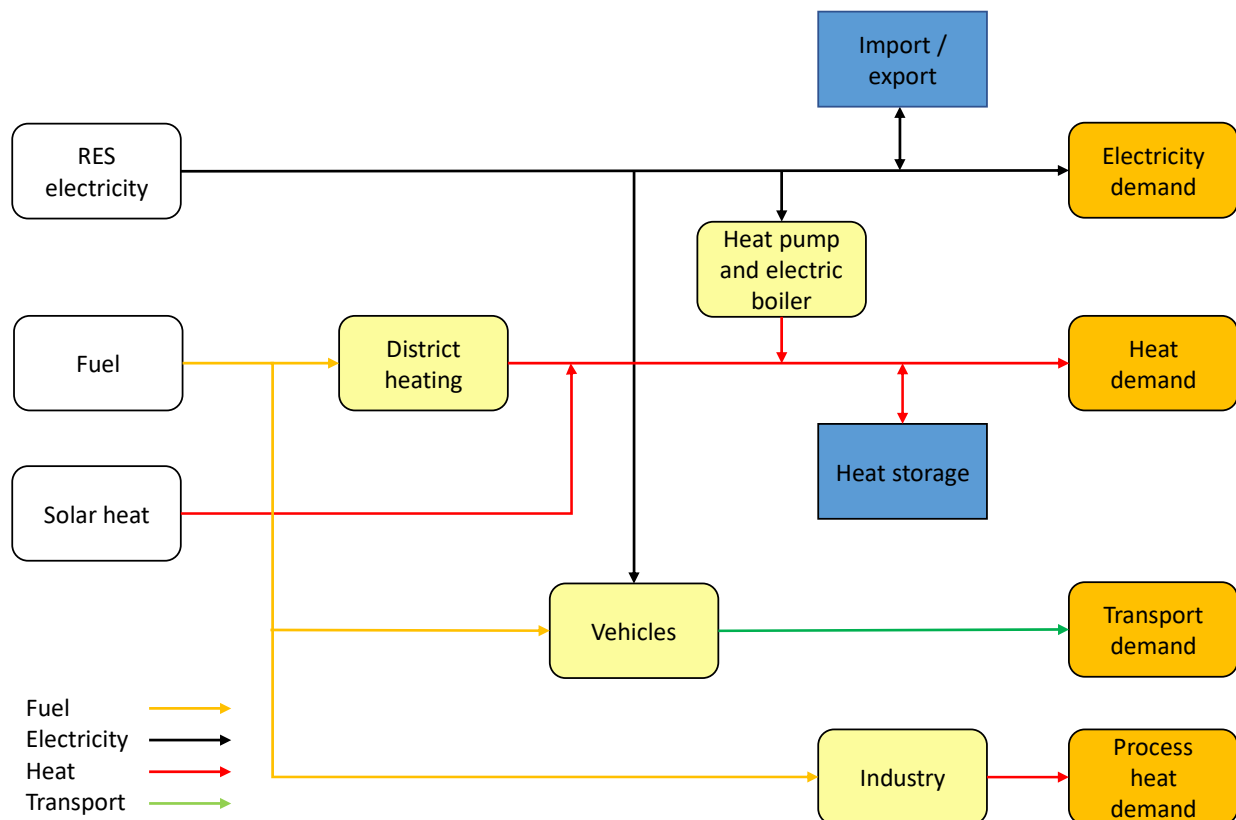 Import /
export
RES
electricity
Electricity
demand
Heat pump
and electric
boiler
Fuel
District
heating
Heat
demand
Solar heat
Heat storage
Vehicles
Transport
demand
Fuel
Electricity
Heat
Transport
Industry
Process
heat
demand